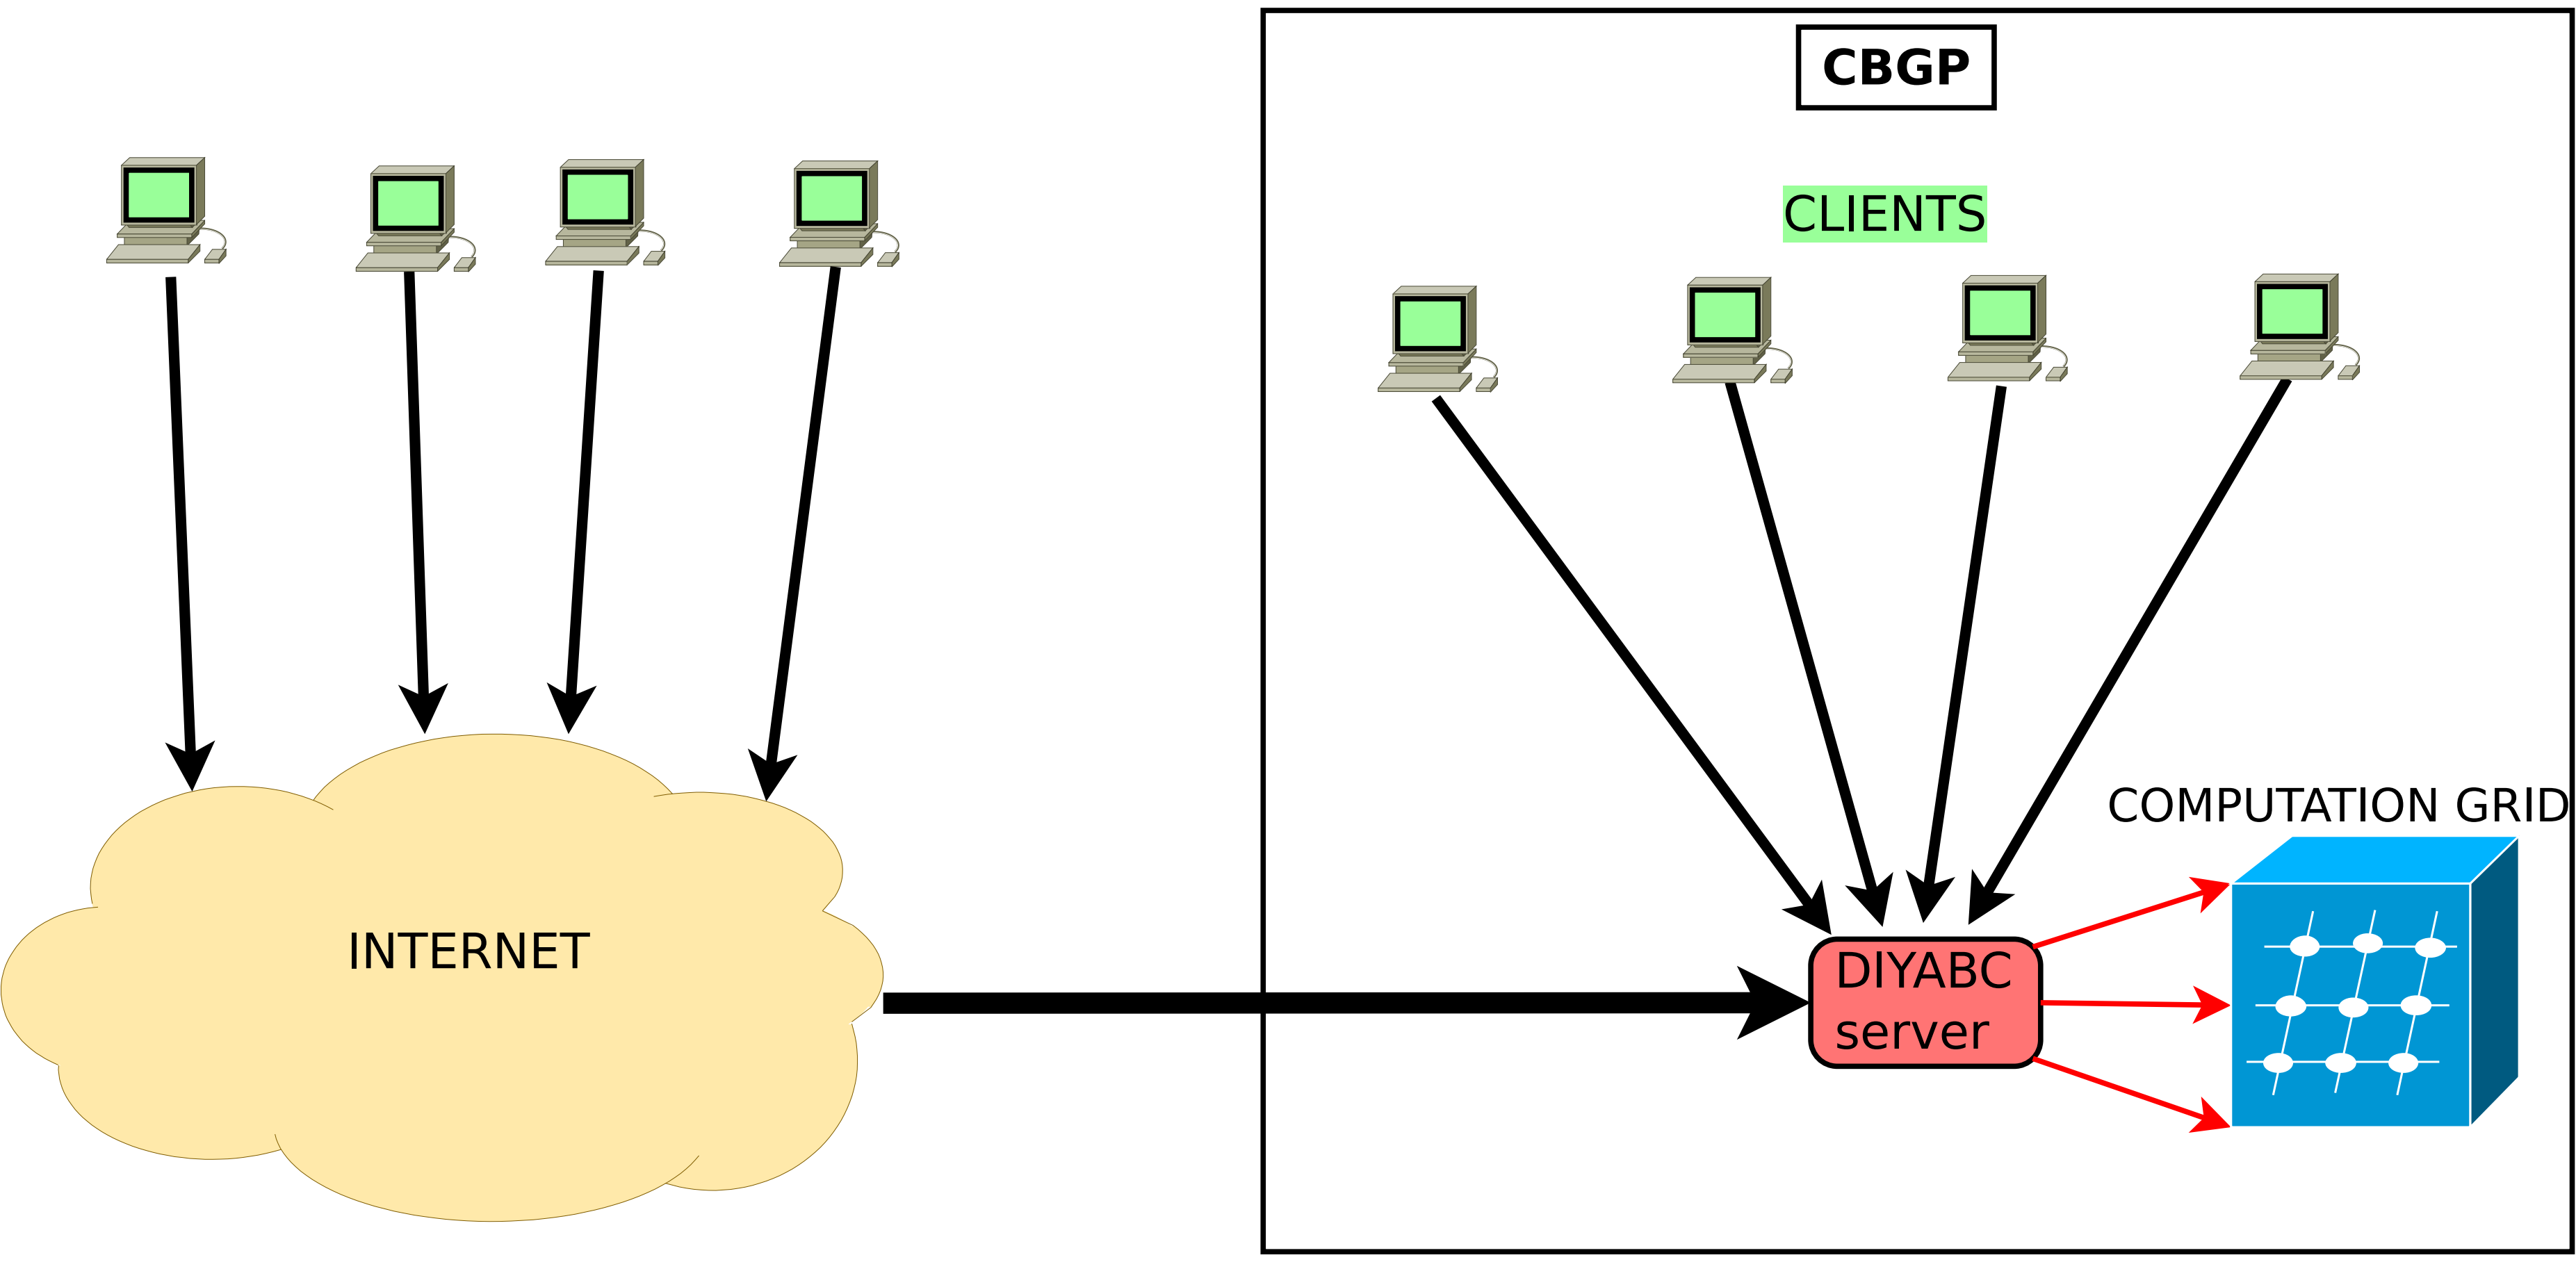 CBGP
CLIENTS
COMPUTATION GRID
INTERNET
DIYABC
server